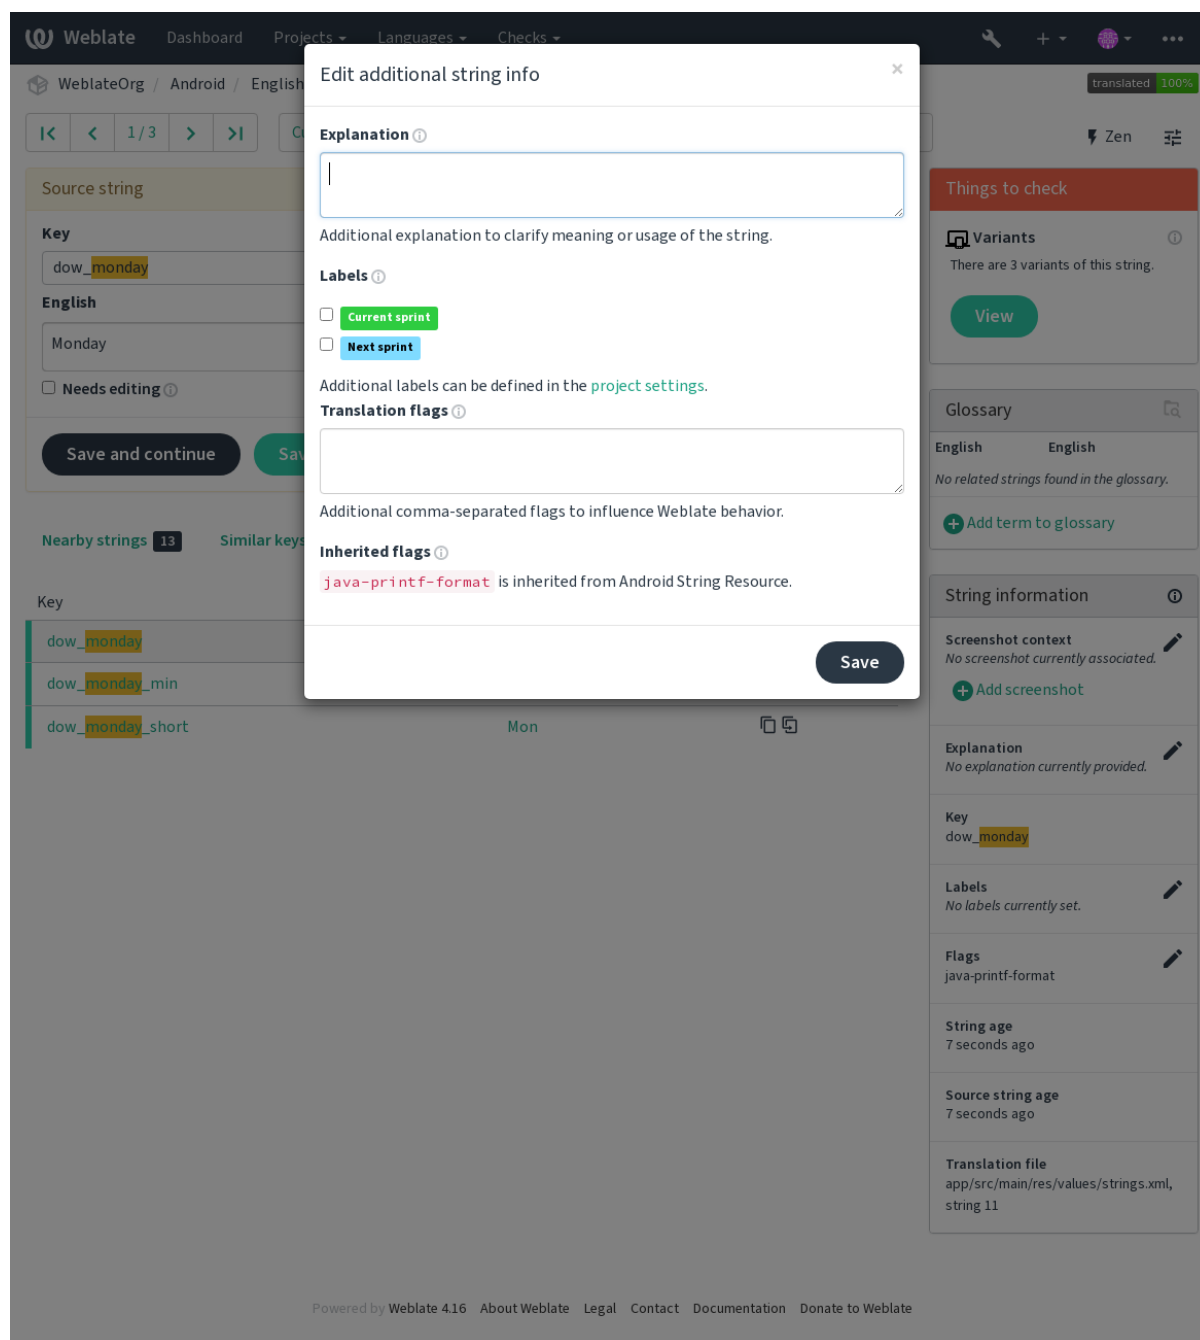 Weblate Dashboard Projects Languages Checks
WeblateOrg / Android / English
translated 100%
1 / 3
Zen
Edit additional string info
×
Explanation
Additional explanation to clarify meaning or usage of the string.
Labels
Current sprint
Next sprint
Additional labels can be defined in the project settings.
Translation flags
Additional comma-separated flags to influence Weblate behavior.
Inherited flags
java-printf-format is inherited from Android String Resource.
Save
Source string
Key
dow_monday
English
Monday
Needs editing
Save and continue
Nearby strings 13 Similar keys
Key
dow_monday
dow_monday_min
dow_monday_short Mon
Things to check
Variants
There are 3 variants of this string.
View
Glossary
English English
No related strings found in the glossary.
Add term to glossary
String information
Screenshot context
No screenshot currently associated.
Add screenshot
Explanation
No explanation currently provided.
Key
dow_monday
Labels
No labels currently set.
Flags
java-printf-format
String age
7 seconds ago
Source string age
7 seconds ago
Translation file
app/src/main/res/values/strings.xml,
string 11
Powered by Weblate 4.16 About Weblate Legal Contact Documentation Donate to Weblate